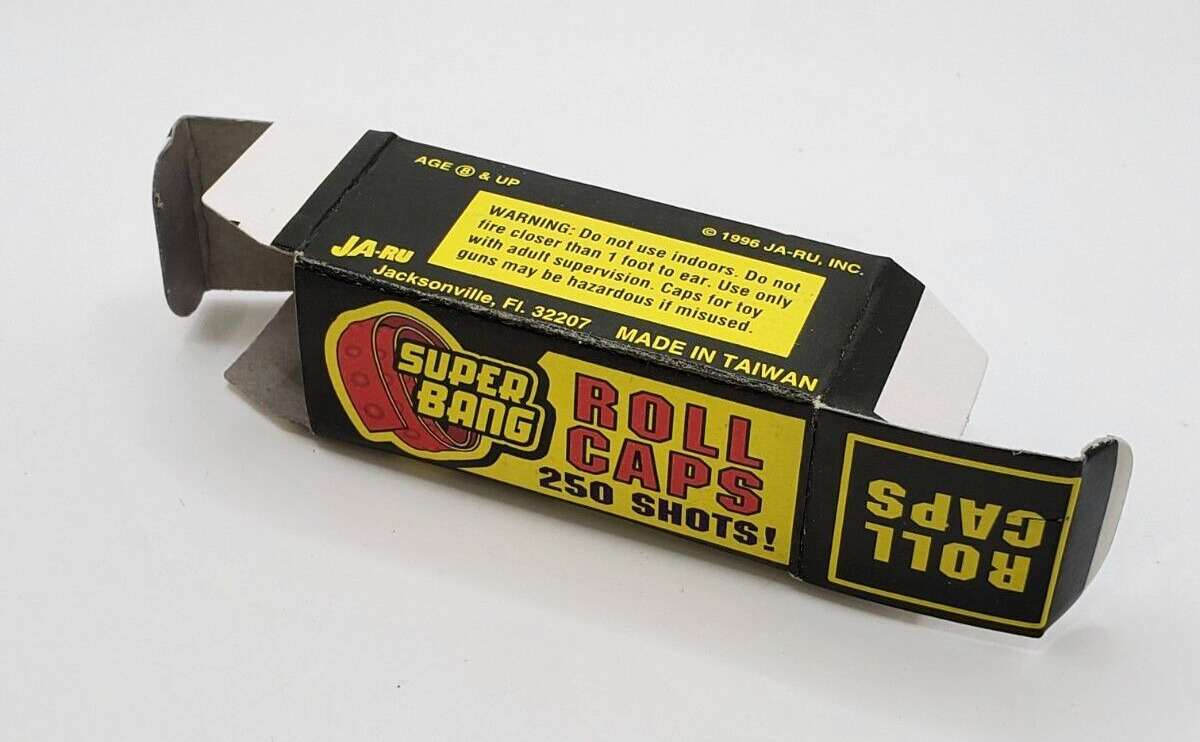 AGE 8 & UP
© 1996 JA-RU, INC.
WARNING: Do not use indoors. Do not
fire closer than 1 foot to ear. Use only
with adult supervision. Caps for toy
guns may be hazardous if misused.
JA-RU
Jacksonville, Fl. 32207
MADE IN TAIWAN
SUPER
BANG
ROLL
CAPS
250 SHOTS!
ROLL
CAPS